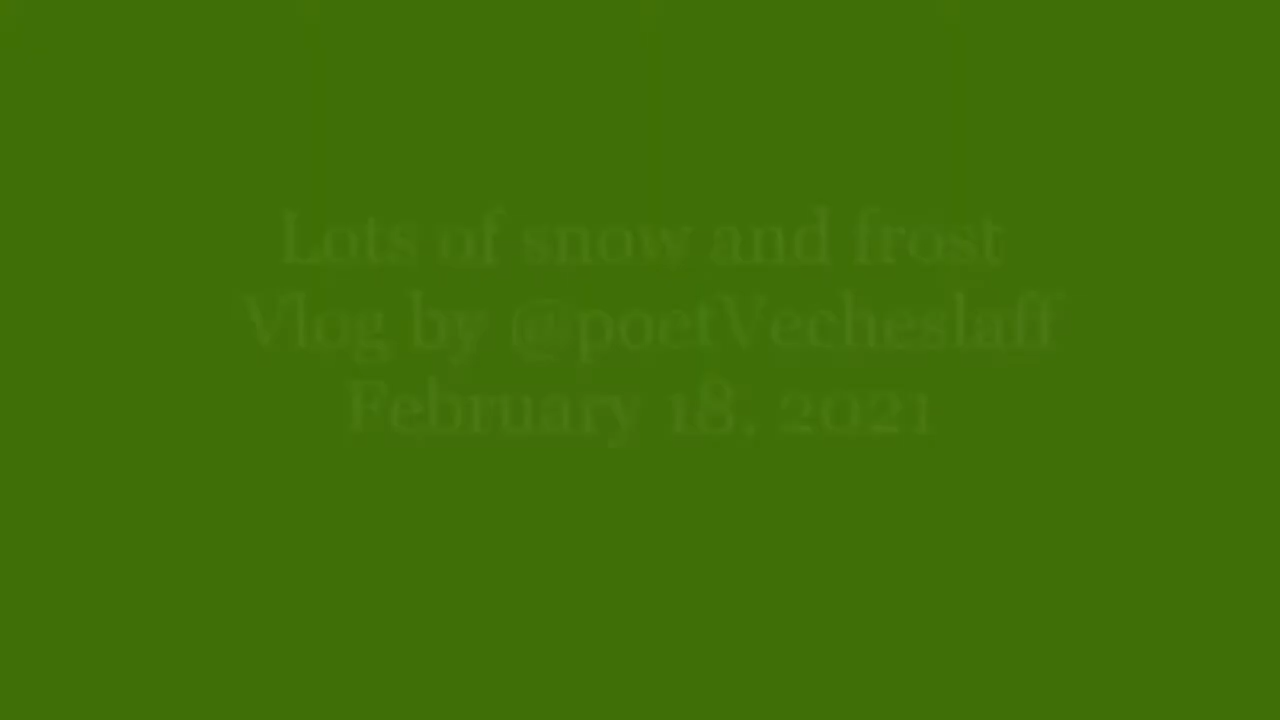 Lots of snow and frost
Vlog by @poetVecheslaff
February 18, 2021